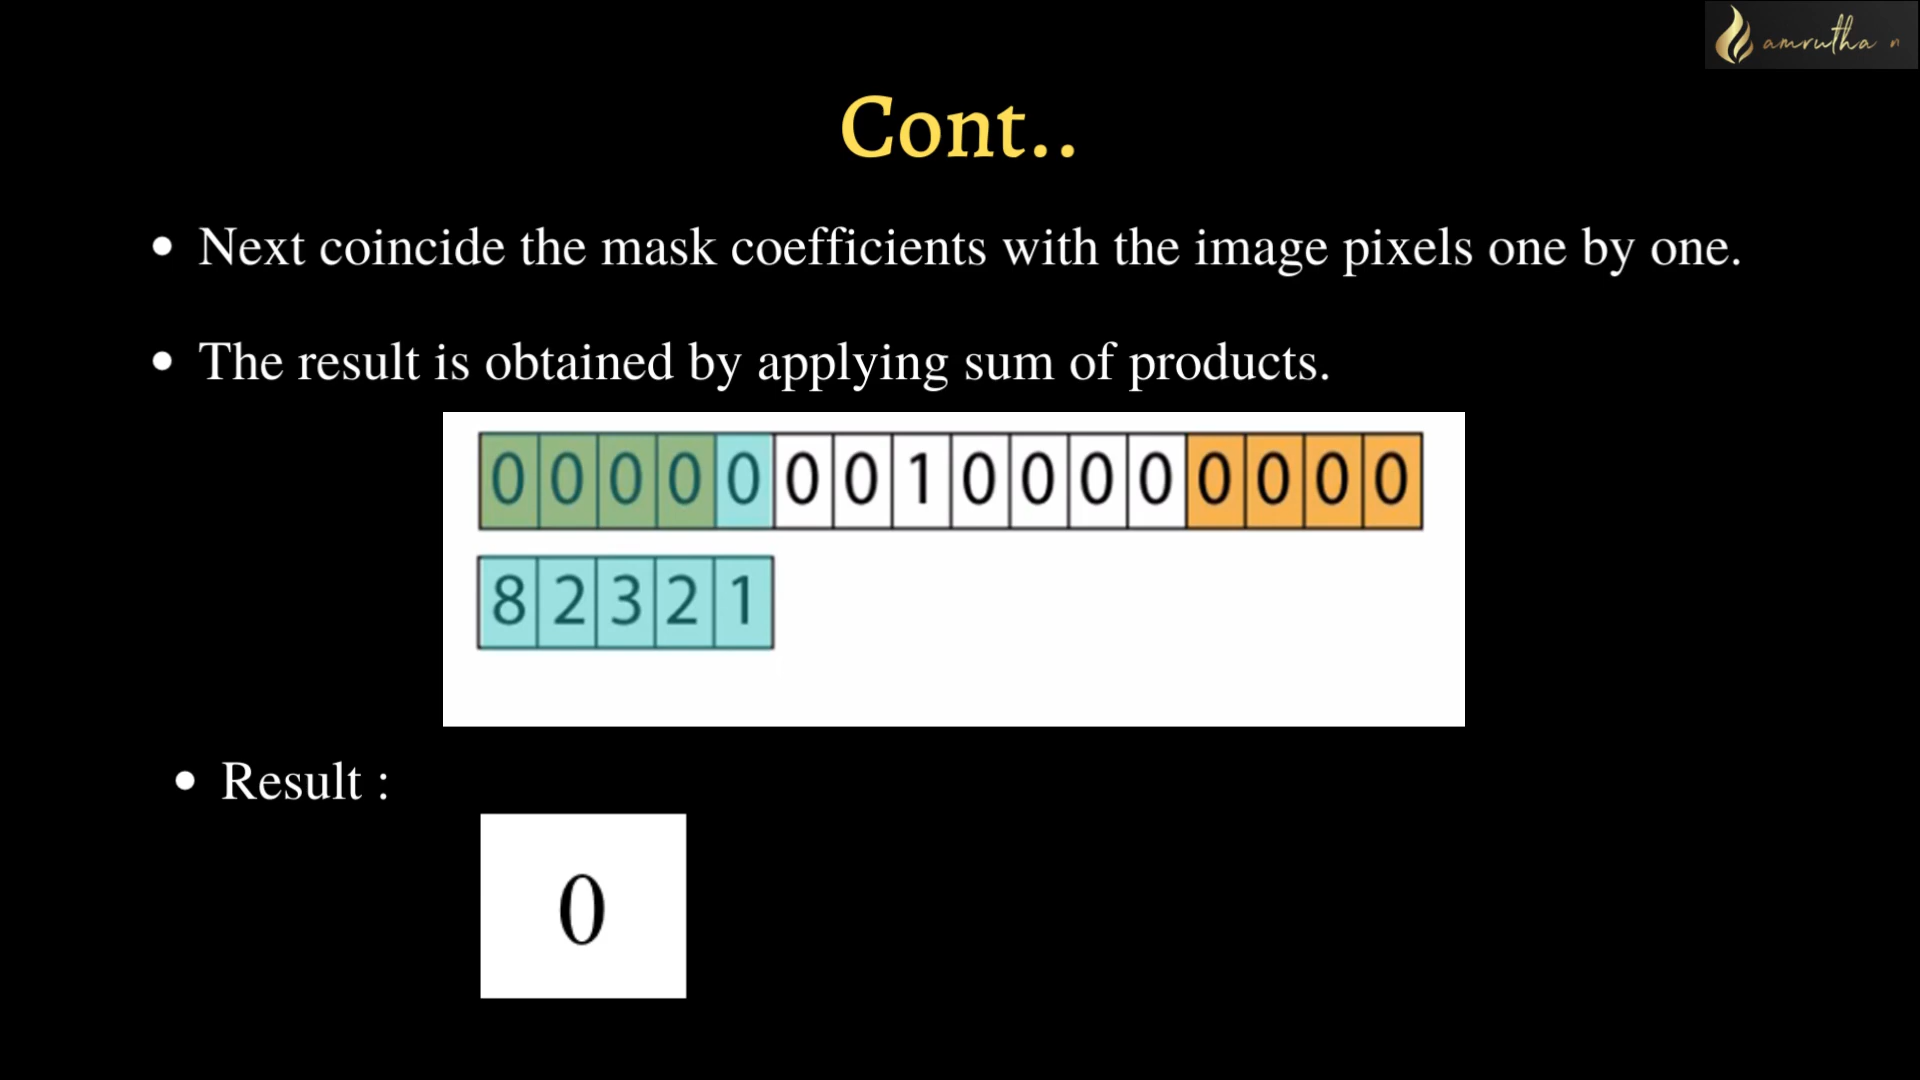 amrutha n
Cont..
• Next coincide the mask coefficients with the image pixels one by one.
• The result is obtained by applying sum of products.
0 0 0 0 0 0 0 1 0 0 0 0 0 0 0 0
8 2 3 2 1
• Result :
0